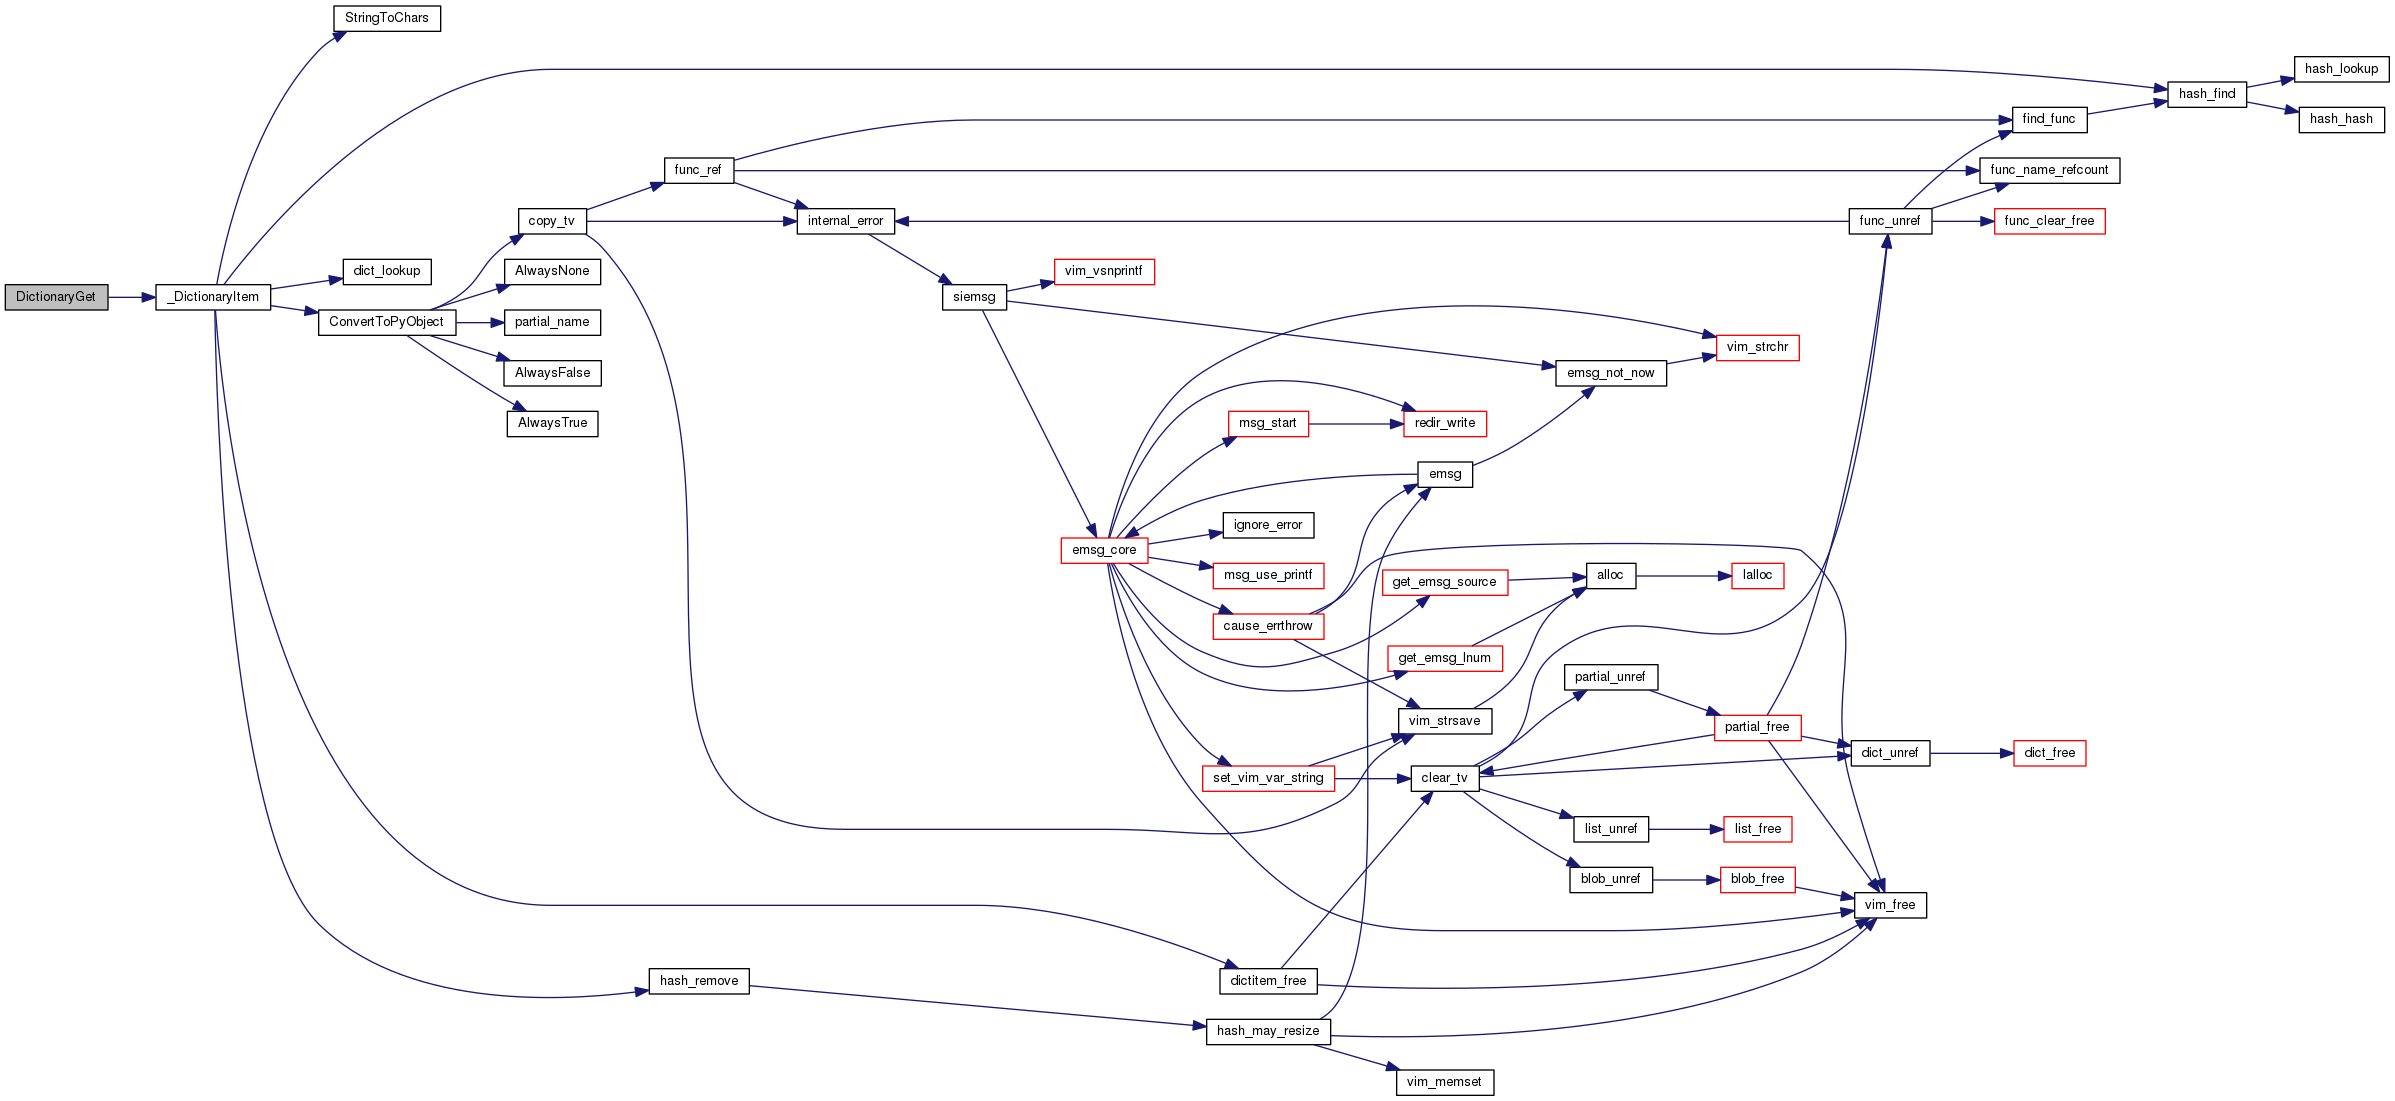 DictionaryGet
_DictionaryItem
StringToChars
dict_lookup
ConvertToPyObject
copy_tv
AlwaysNone
partial_name
AlwaysFalse
AlwaysTrue
func_ref
hash_remove
internal_error
siemsg
vim_vsnprintf
emsg_core
msg_start
ignore_error
msg_use_printf
cause_errthrow
set_vim_var_string
dictitem_free
hash_may_resize
redir_write
emsg
get_emsg_source
get_emsg_lnum
vim_strsave
clear_tv
vim_memset
emsg_not_now
alloc
partial_unref
list_unref
blob_unref
vim_strchr
lalloc
partial_free
list_free
blob_free
func_unref
dict_unref
vim_free
find_func
func_name_refcount
func_clear_free
dict_free
hash_find
hash_lookup
hash_hash